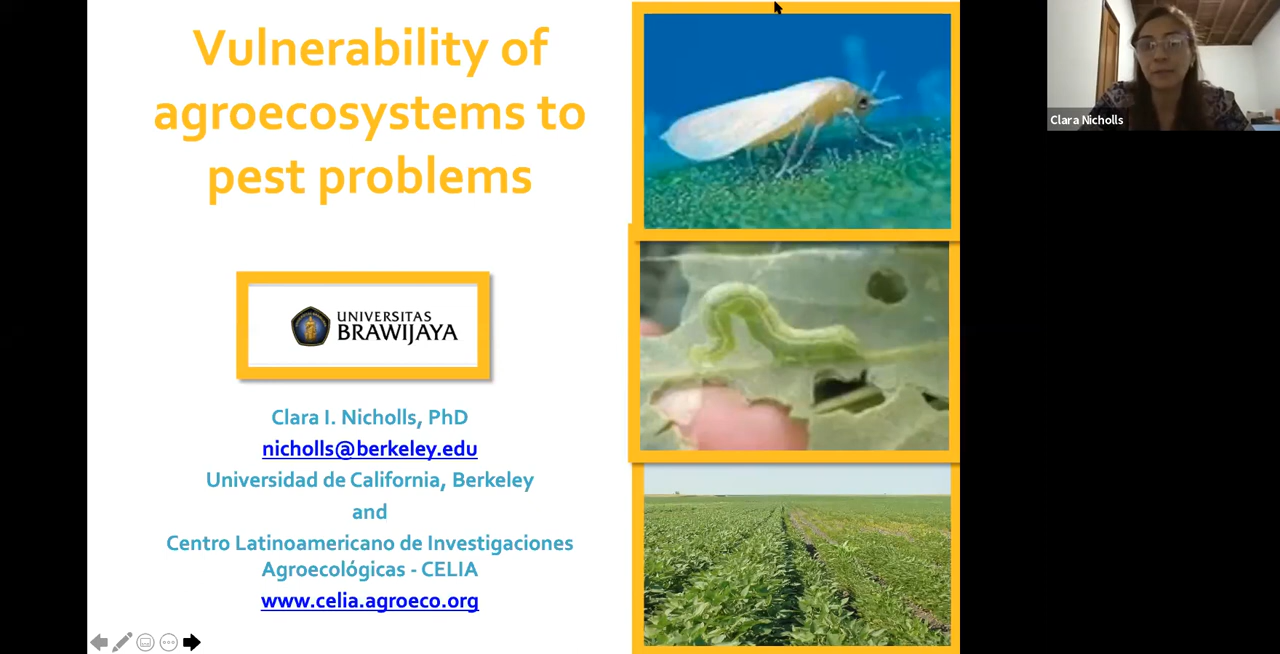 Vulnerability of
agroecosystems to
pest problems
UNIVERSITAS
BRAWIJAYA
Clara I. Nicholls, PhD
nicholls@berkeley.edu
Universidad de California, Berkeley
and
Centro Latinoamericano de Investigaciones
Agroecológicas - CELIA
www.celia.agroeco.org
Clara Nicholls